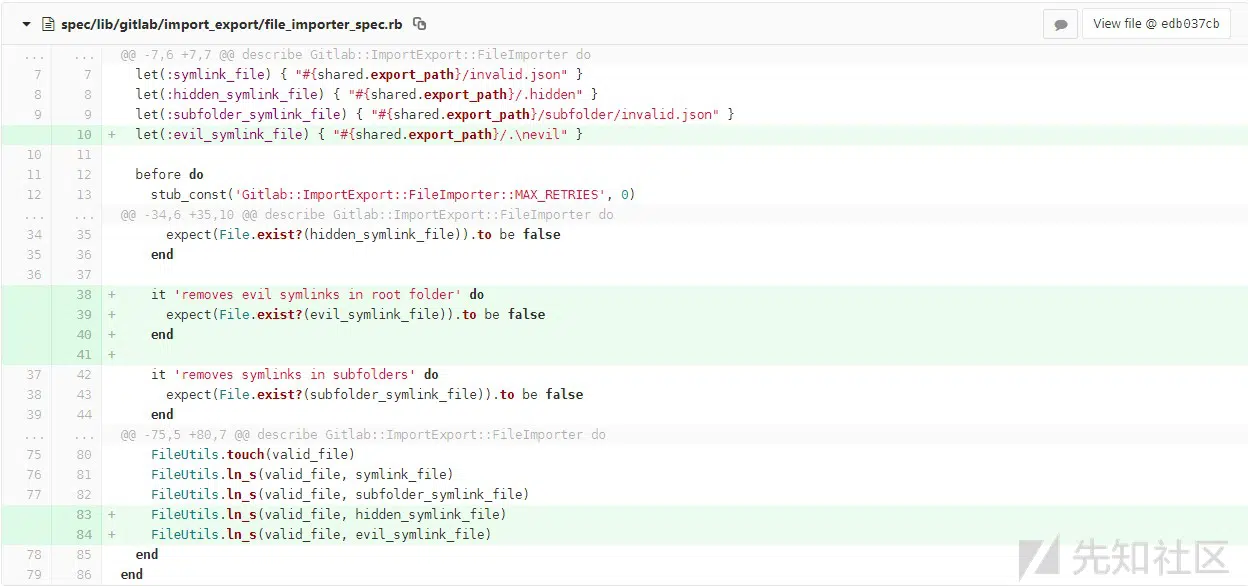 spec/lib/gitlab/import_export/file_importer_spec.rb View file @ edb037cb
... ... @@ -7,6 +7,7 @@ describe Gitlab::ImportExport::FileImporter do
7 7 let(:symlink_file) { "#{shared.export_path}/invalid.json" }
8 8 let(:hidden_symlink_file) { "#{shared.export_path}/.hidden" }
9 9 let(:subfolder_symlink_file) { "#{shared.export_path}/subfolder/invalid.json" }
10 + let(:evil_symlink_file) { "#{shared.export_path}/.\nevil" }
10 11
11 12 before do
12 13 stub_const('Gitlab::ImportExport::FileImporter::MAX_RETRIES', 0)
... ... @@ -34,6 +35,10 @@ describe Gitlab::ImportExport::FileImporter do
34 35 expect(File.exist?(hidden_symlink_file)).to be false
35 36 end
36 37
38 + it 'removes evil symlinks in root folder' do
39 + expect(File.exist?(evil_symlink_file)).to be false
40 + end
41 +
37 42 it 'removes symlinks in subfolders' do
38 43 expect(File.exist?(subfolder_symlink_file)).to be false
39 44 end
... ... @@ -75,5 +80,7 @@ describe Gitlab::ImportExport::FileImporter do
75 80 FileUtils.touch(valid_file)
76 81 FileUtils.ln_s(valid_file, symlink_file)
77 82 FileUtils.ln_s(valid_file, subfolder_symlink_file)
83 + FileUtils.ln_s(valid_file, hidden_symlink_file)
84 + FileUtils.ln_s(valid_file, evil_symlink_file)
78 85 end
79 86 end
先知社区